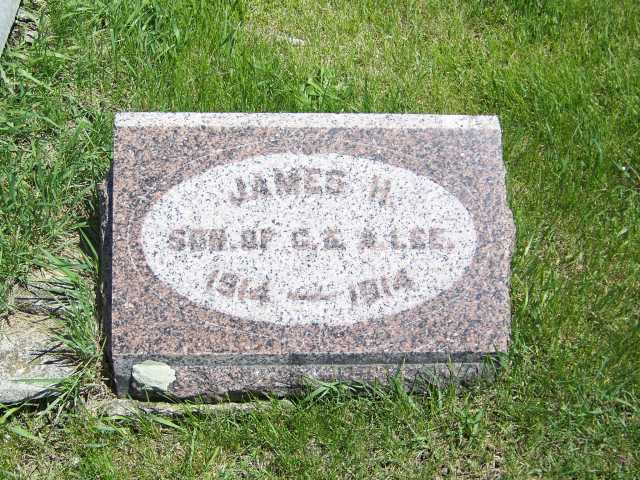 JAMES H.
SON OF C. & A. LEE.
1914 — 1914